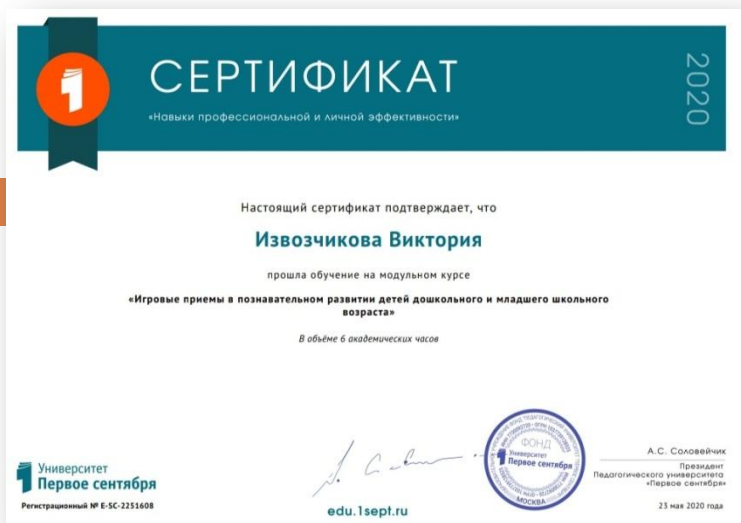 СЕРТИФИКАТ
«Навыки профессиональной и личной эффективности»
2020
Настоящий сертификат подтверждает, что
Извозчикова Виктория
прошла обучение на модульном курсе
«Игровые приемы в познавательном развитии детей дошкольного и младшего школьного
возраста»
В объёме 6 академических часов
Университет
Первое сентября
Регистрационный № E-SC-2251608
edu.1sept.ru
ФОНД
Университет
Первое сентября
МОСКВА
А.С. Соловейчик
Президент
Педагогического университета
«Первое сентября»
23 мая 2020 года